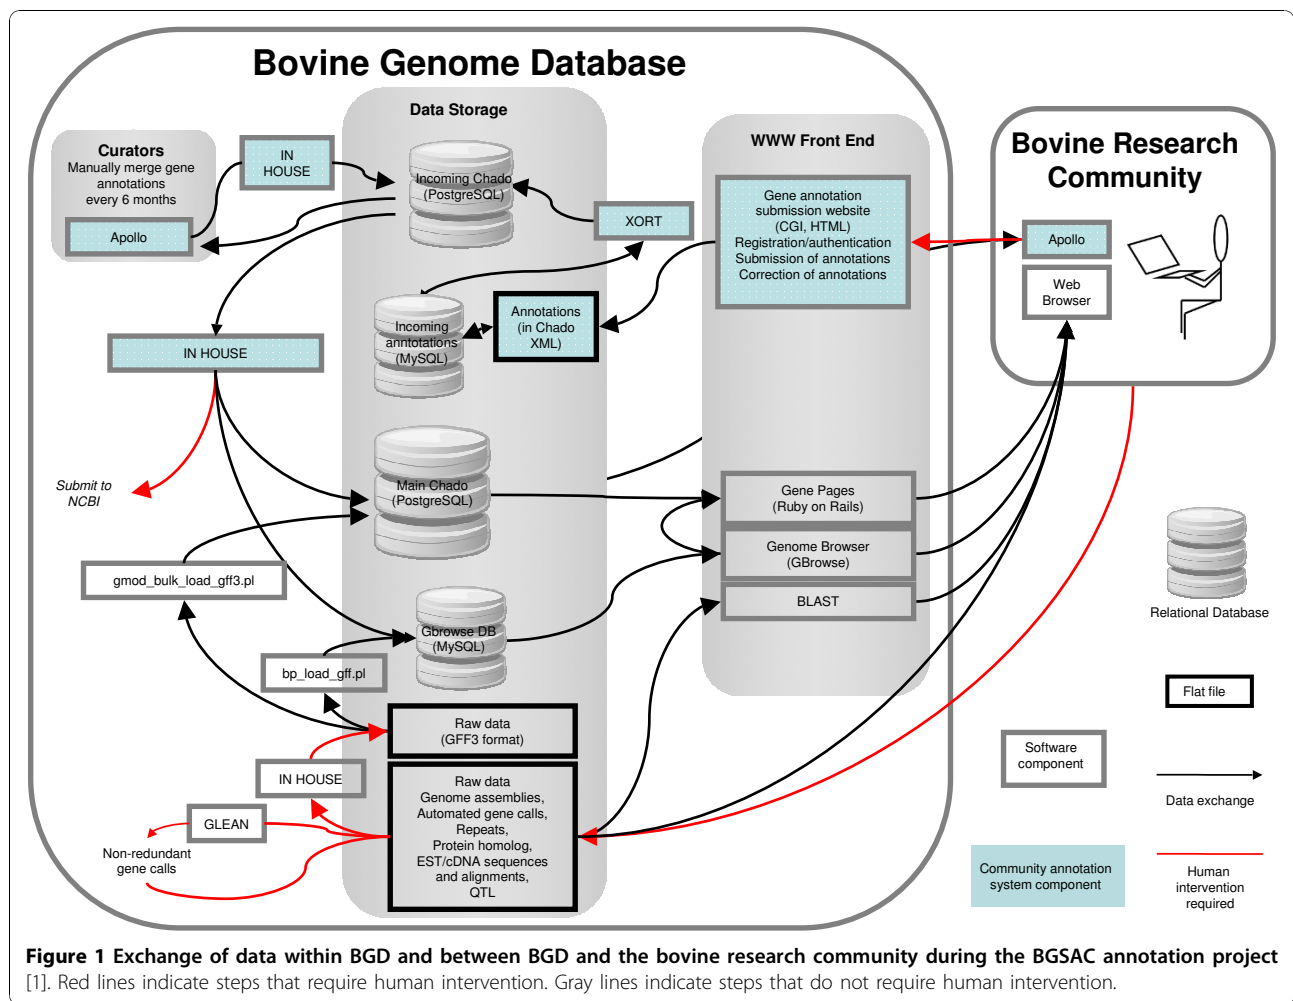 Bovine Genome Database
Data Storage
Curators
Manually merge gene
annotations
every 6 months
Apollo
IN
HOUSE
Incoming Chado
(PostgreSQL)
XORT
WWW Front End
Gene annotation
submission website
(CGI, HTML)
Registration/authentication
Submission of annotations
Correction of annotations
Bovine Research
Community
Apollo
Web
Browser
Incoming
anntotations
(MySQL)
Annotations
(in Chado
XML)
IN HOUSE
Submit to
NCBI
Main Chado
(PostgreSQL)
Gene Pages
(Ruby on Rails)
Genome Browser
(GBrowse)
BLAST
gmod_bulk_load_gff3.pl
Gbrowse DB
(MySQL)
bp_load_gff.pl
Raw data
(GFF3 format)
IN HOUSE
Raw data
Genome assemblies,
Automated gene calls,
Repeats,
Protein homolog,
EST/cDNA sequences
and alignments,
QTL
GLEAN
Non-redundant
gene calls
Relational Database
Flat file
Software
component
Data exchange
Community annotation
system component
Human
intervention
required
Figure 1 Exchange of data within BGD and between BGD and the bovine research community during the BGSAC annotation project
[1]. Red lines indicate steps that require human intervention. Gray lines indicate steps that do not require human intervention.